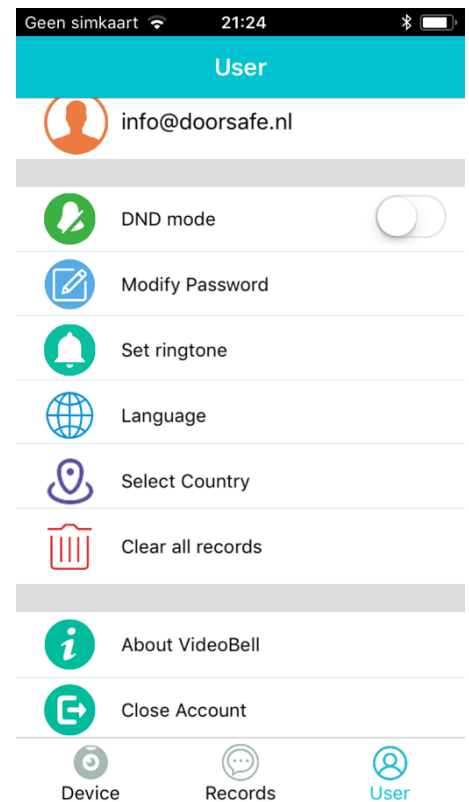 Geen simkaart 21:24
User
info@doorsafe.nl
DND mode
Modify Password
Set ringtone
Language
Select Country
Clear all records
About VideoBell
Close Account
Device Records User